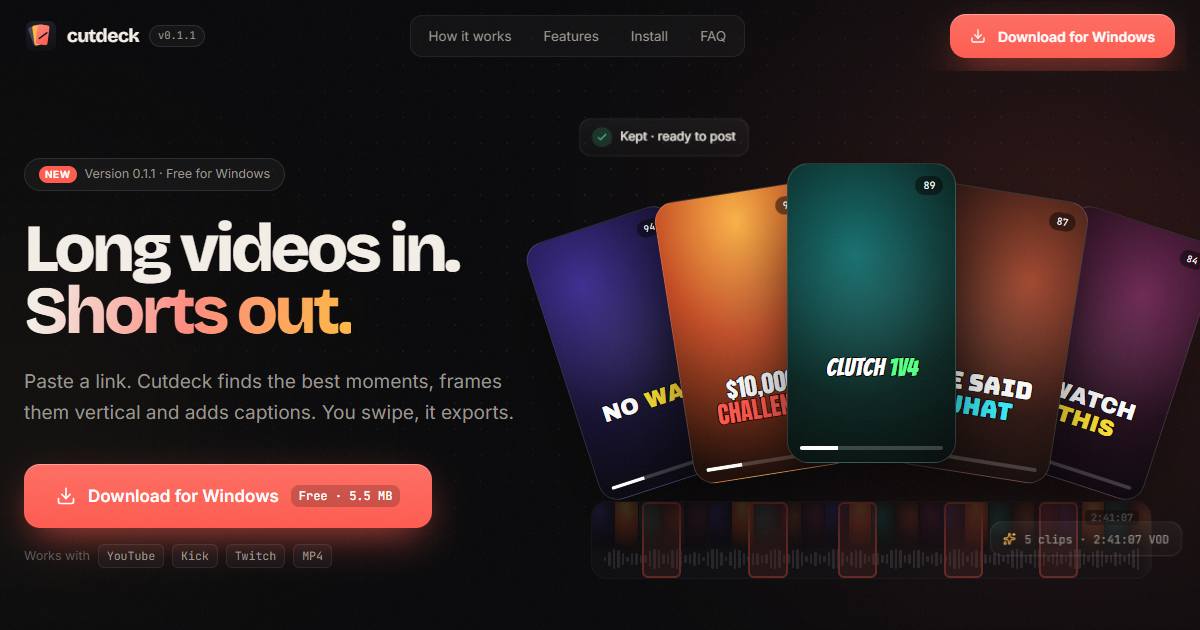 cutdeck v0.1.1
How it works Features Install FAQ
Download for Windows
Kept · ready to post
NEW Version 0.1.1 · Free for Windows
Long videos in.
Shorts out.
Paste a link. Cutdeck finds the best moments, frames
them vertical and adds captions. You swipe, it exports.
Download for Windows Free · 5.5 MB
Works with YouTube Kick Twitch MP4
94
NO
$10,00
89
CLUTCH 1V4
87
SAID
84
WATCH
THIS
2:41:07
5 clips · 2:41:07 VOD